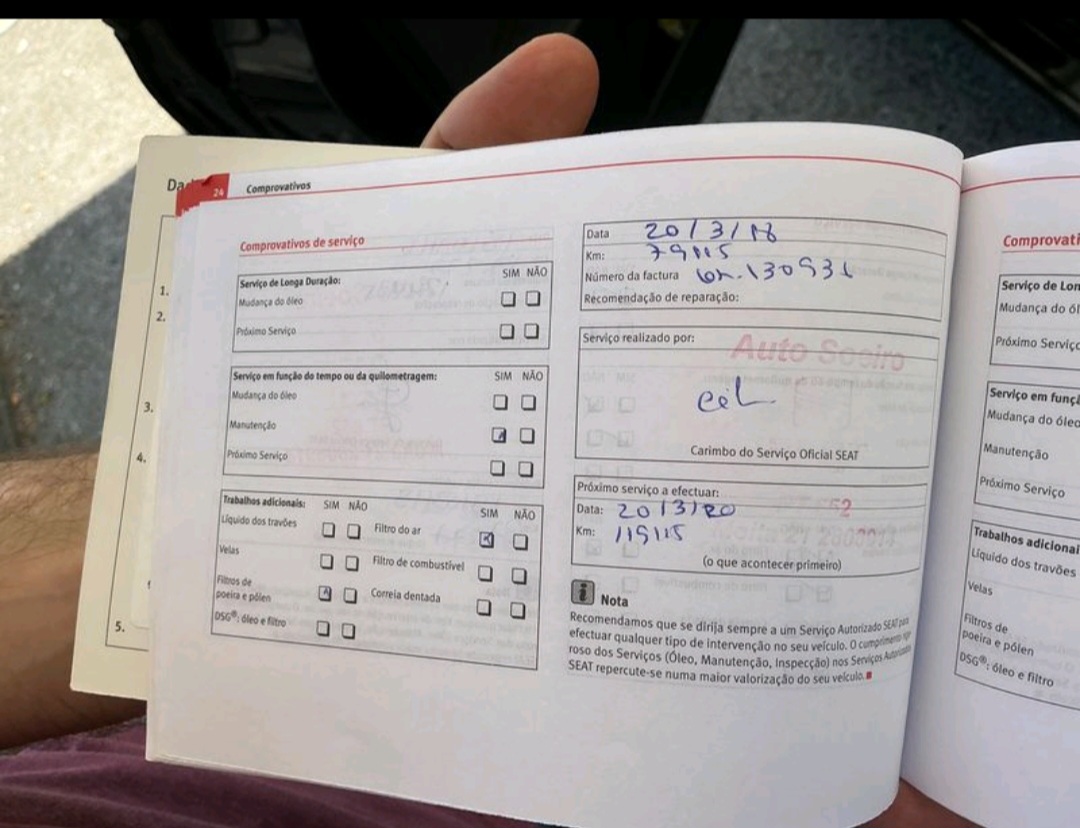 Da
24 Comprovativos
Comprovativos de serviço
Serviço de Longa Duração: SIM NÃO
Mudança do óleo
Próximo Serviço
Serviço em função do tempo ou da quilometragem: SIM NÃO
Mudança do óleo
Manutenção
Próximo Serviço
Trabalhos adicionais: SIM NÃO SIM NÃO
Líquido dos travões Filtro do ar
Velas Filtro de combustível
Filtros de
poeira e pólen Correia dentada
DSG®: óleo e filtro
1.
2.
3.
4.
5.
Data 20/3/18
Km: 79115
Número da factura
Recomendação de reparação:
Serviço realizado por:
Auto Soeiro
Carimbo do Serviço Oficial SEAT
Próximo serviço a efectuar:
Data: 20/3/20
Km: 119115
(o que acontecer primeiro)
i Nota
Recomendamos que se dirija sempre a um Serviço Autorizado SEAT para
efectuar qualquer tipo de intervenção no seu veículo. O cumprimento rigo-
roso dos Serviços (Óleo, Manutenção, Inspecção) nos Serviços Autorizados
SEAT repercute-se numa maior valorização do seu veículo.
Comprovati
Serviço de Lon
Mudança do ól
Próximo Serviço
Serviço em funçã
Mudança do óleo
Manutenção
Próximo Serviço
Trabalhos adicionai
Líquido dos travões
Velas
Filtros de
poeira e pólen
DSG®: óleo e filtro